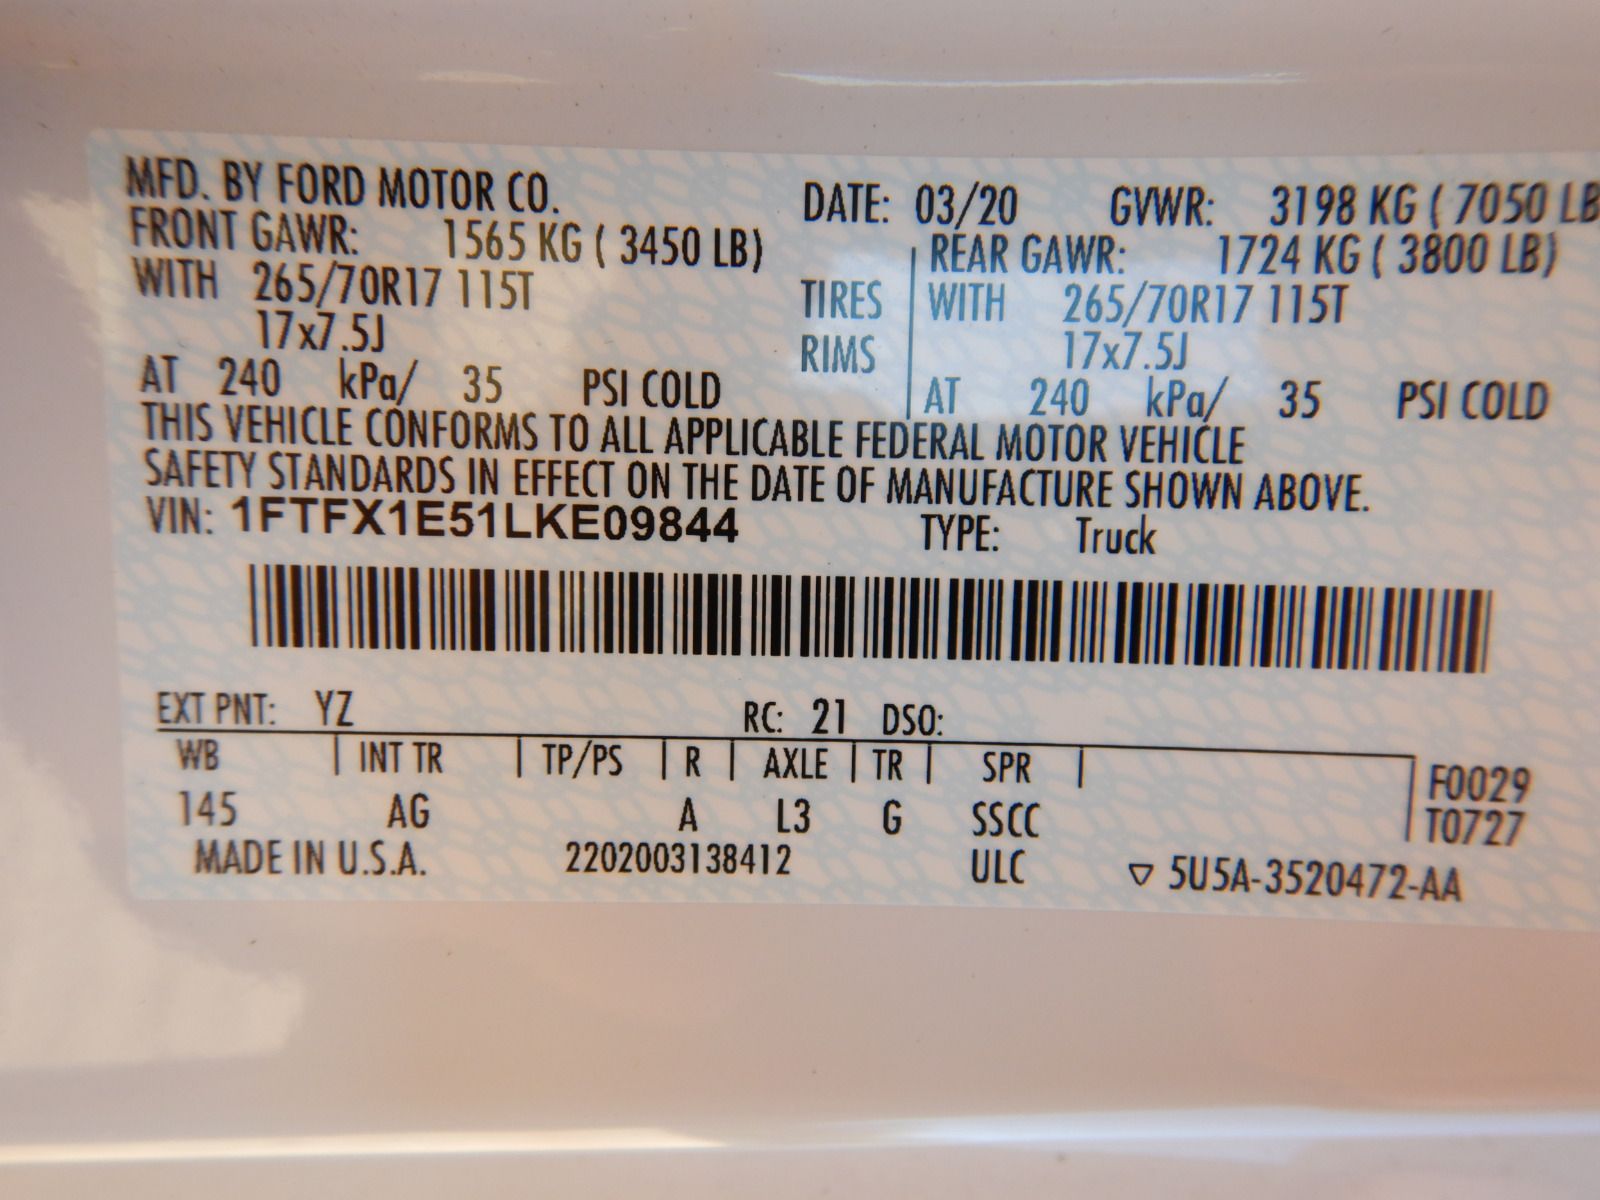 MFD. BY FORD MOTOR CO. DATE: 03/20 GVWR: 3198 KG ( 7050 LB
FRONT GAWR: 1565 KG ( 3450 LB) REAR GAWR: 1724 KG ( 3800 LB)
WITH 265/70R17 115T TIRES WITH 265/70R17 115T
17x7.5J RIMS 17x7.5J
AT 240 kPa/ 35 PSI COLD AT 240 kPa/ 35 PSI COLD
THIS VEHICLE CONFORMS TO ALL APPLICABLE FEDERAL MOTOR VEHICLE
SAFETY STANDARDS IN EFFECT ON THE DATE OF MANUFACTURE SHOWN ABOVE.
VIN: 1FTFX1E51LKE09844 TYPE: Truck
EXT PNT: YZ RC: 21 DSO:
WB INT TR TP/PS R AXLE TR SPR F0029
145 AG A L3 G SSCC T0727
MADE IN U.S.A. 2202003138412 ULC ▽ 5U5A-3520472-AA